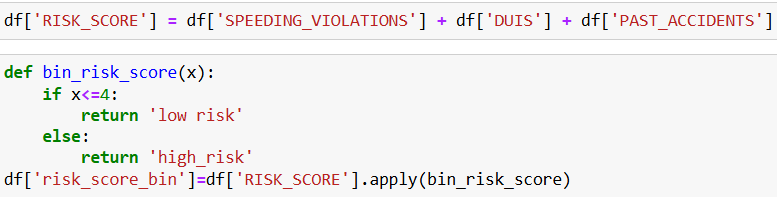 df['RISK_SCORE'] = df['SPEEDING_VIOLATIONS'] + df['DUIS'] + df['PAST_ACCIDENTS']
def bin_risk_score(x):
    if x<=4:
        return 'low risk'
    else:
        return 'high_risk'
df['risk_score_bin']=df['RISK_SCORE'].apply(bin_risk_score)